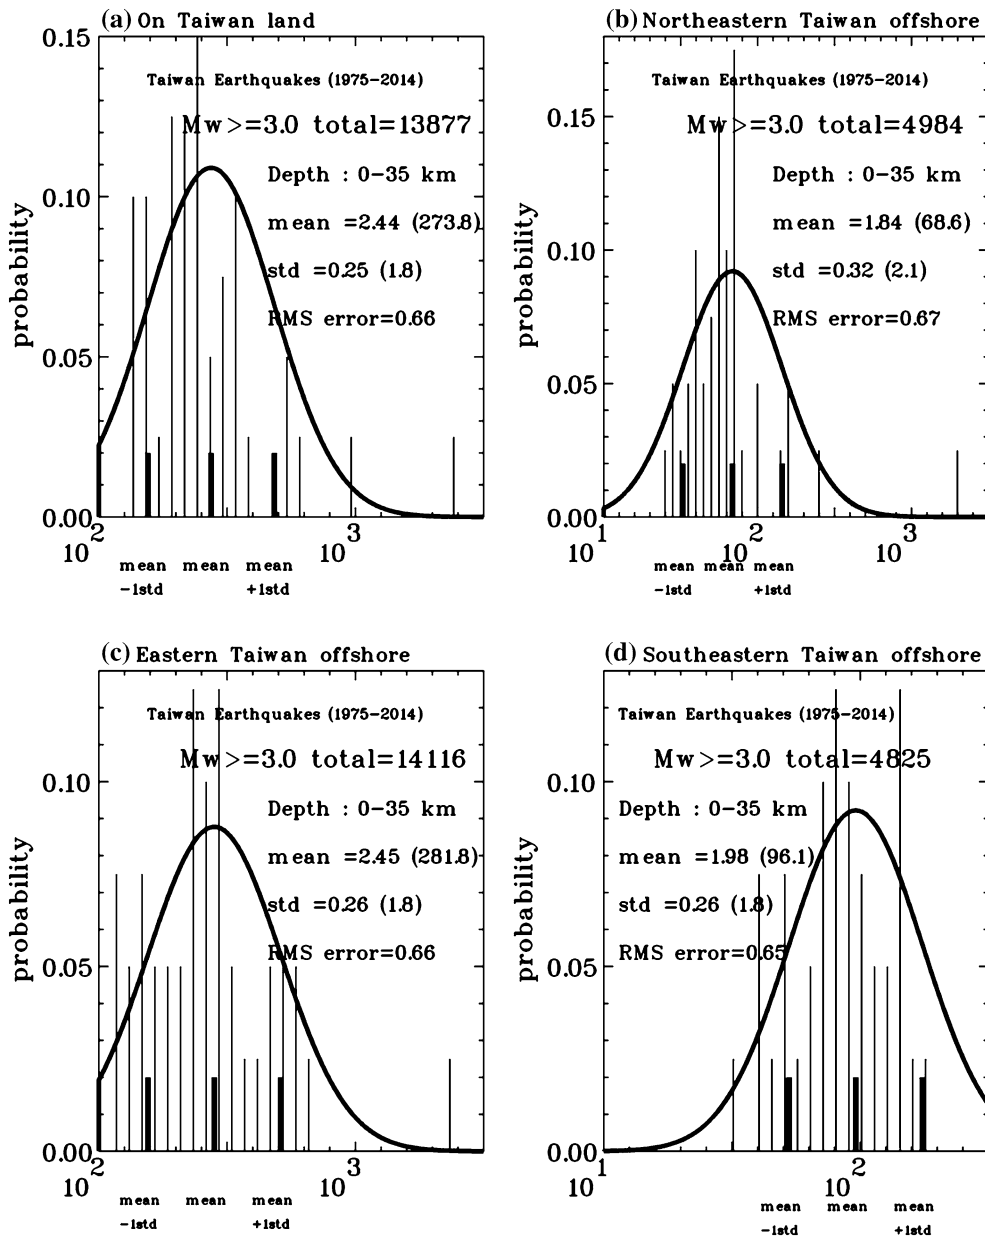 (a) On Taiwan land
Taiwan Earthquakes (1975-2014)
Mw>=3.0 total=13877
Depth : 0-35 km
mean =2.44 (273.8)
std =0.25 (1.8)
RMS error=0.66
probability
0.15
0.10
0.05
0.00
10^2
10^3
mean mean mean
-1std +1std
(b) Northeastern Taiwan offshore
Taiwan Earthquakes (1975-2014)
Mw>=3.0 total=4984
Depth : 0-35 km
mean =1.84 (68.6)
std =0.32 (2.1)
RMS error=0.67
probability
0.15
0.10
0.05
0.00
10^1
10^2
10^3
mean mean mean
-1std +1std
(c) Eastern Taiwan offshore
Taiwan Earthquakes (1975-2014)
Mw>=3.0 total=14116
Depth : 0-35 km
mean =2.45 (281.8)
std =0.26 (1.8)
RMS error=0.66
probability
0.10
0.05
0.00
10^2
10^3
mean mean mean
-1std +1std
(d) Southeastern Taiwan offshore
Taiwan Earthquakes (1975-2014)
Mw>=3.0 total=4825
Depth : 0-35 km
mean =1.98 (96.1)
std =0.26 (1.8)
RMS error=0.65
probability
0.10
0.05
0.00
10^1
10^2
mean mean mean
-1std +1std